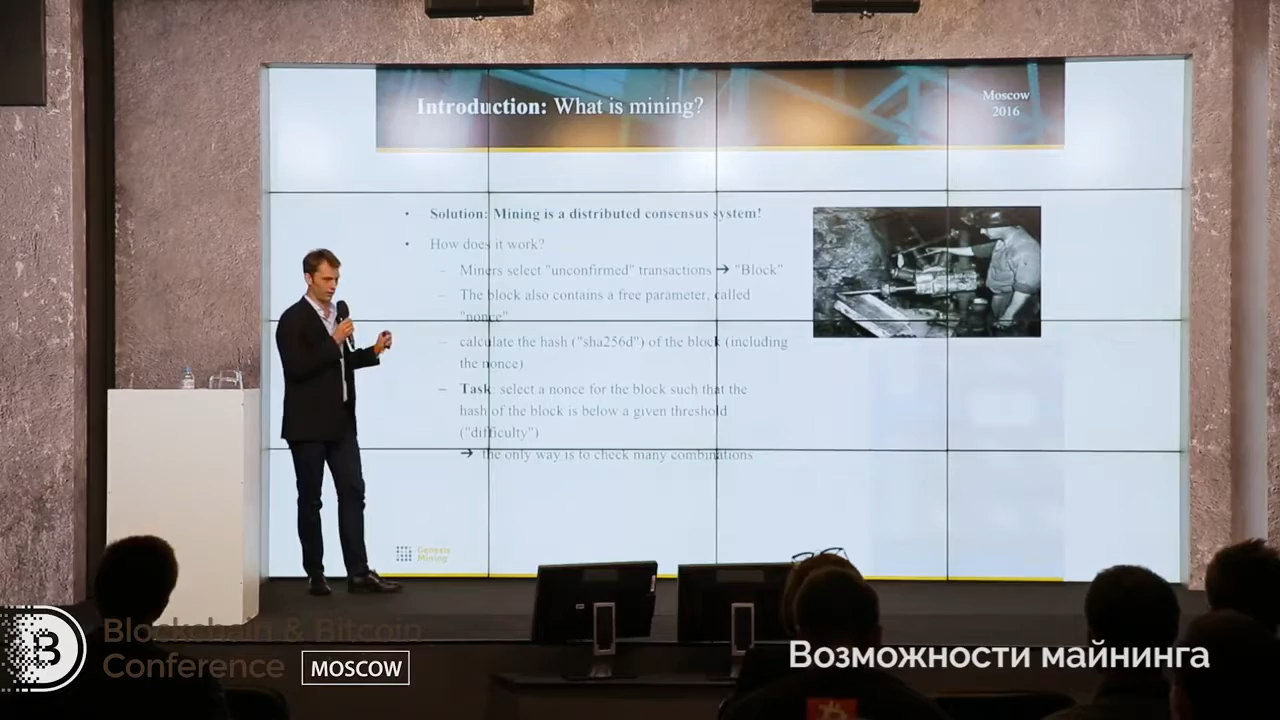 Introduction: What is mining?
Moscow
2016
• Solution: Mining is a distributed consensus system!
• How does it work?
– Miners select "unconfirmed" transactions ➔ "Block"
– The block also contains a free parameter, called
"nonce"
– calculate the hash ("sha256d") of the block (including
the nonce)
– Task: select a nonce for the block such that the
hash of the block is below a given threshold
("difficulty")
➔ the only way is to check many combinations
Genesis
Mining
Blockchain & Bitcoin
Conference MOSCOW
Возможности майнинга